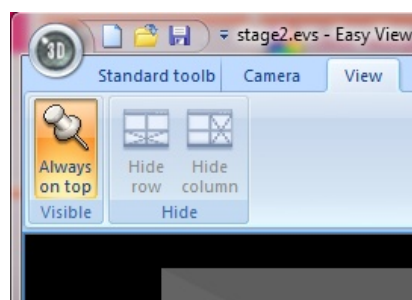 3D
stage2.evs - Easy View
Standard toolb Camera View
Always on top
Hide row
Hide column
Visible Hide